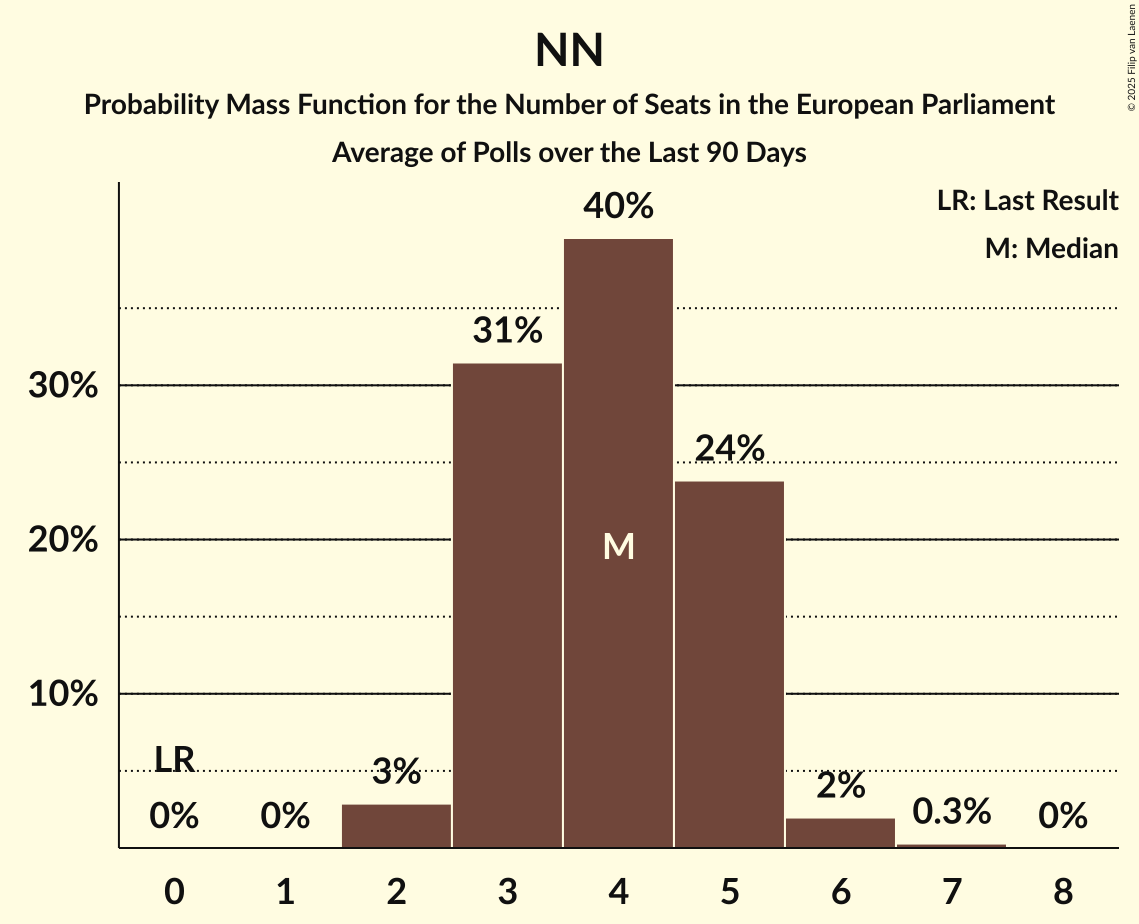 NN
Probability Mass Function for the Number of Seats in the European Parliament
Average of Polls over the Last 90 Days
© 2025 Filip van Laenen
LR: Last Result
M: Median
40%
31%
30%
24%
20%
M
10%
LR
3%
2%
0%
0%
0.3%
0%
0 1 2 3 4 5 6 7 8